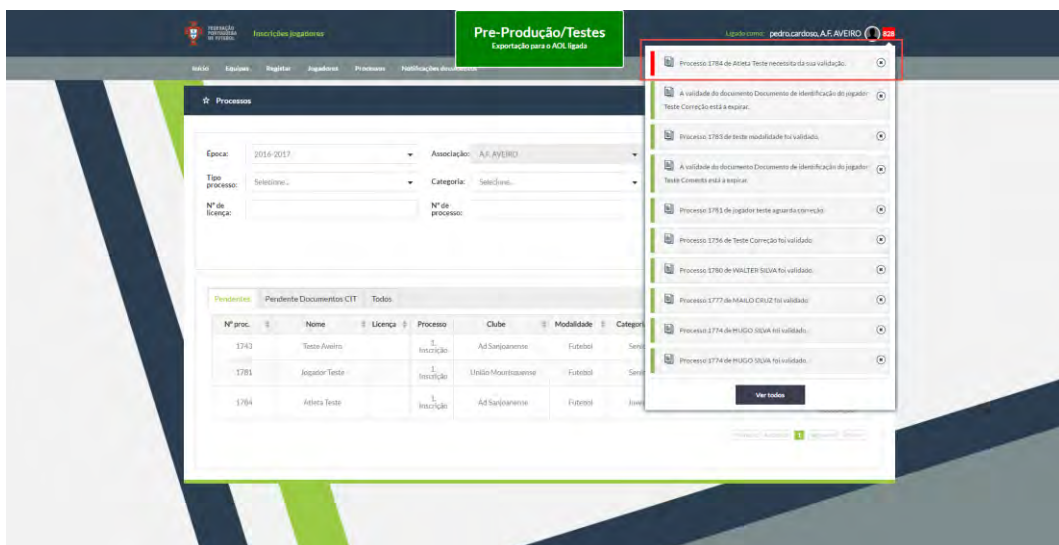 FEDERAÇÃO
PORTUGUESA
DE FUTEBOL
Inscrições jogadores
Pre-Produção/Testes
Exportação para o AOL ligada
Ligado como: pedro.cardoso, A.F. AVEIRO 828
Início Equipas Registar Jogadores Processos Notificações
Processos
Época: 2016-2017 Associação: A.F. AVEIRO
Tipo processo: Selecione... Categoria: Selecione...
Nº de licença: Nº de processo:
Pendentes Pendente Documentos CIT Todos
Nº proc. Nome Licença Processo Clube Modalidade
1743 Teste Aveiro 1. Inscrição Ad Sanjoanense Futebol
1781 Jogador Teste 1. Inscrição União Mourisquense Futebol
1784 Atleta Teste 1. Inscrição Ad Sanjoanense Futebol
Processo 1784 de Atleta Teste necessita da sua validação.
A validade do documento Documento de identificação do jogador
Teste Correção está a expirar.
Processo 1783 de teste modalidade foi validado.
A validade do documento Documento de identificação do jogador
Teste está a expirar.
Processo 1781 de jogador teste aguarda correção.
Processo 1756 de Teste Correção foi validado.
Processo 1780 de WALTER SILVA foi validado.
Processo 1777 de MAILO CRUZ foi validado.
Processo 1774 de HUGO SILVA foi validado.
Processo 1774 de HUGO SILVA foi validado.
Ver todos
1